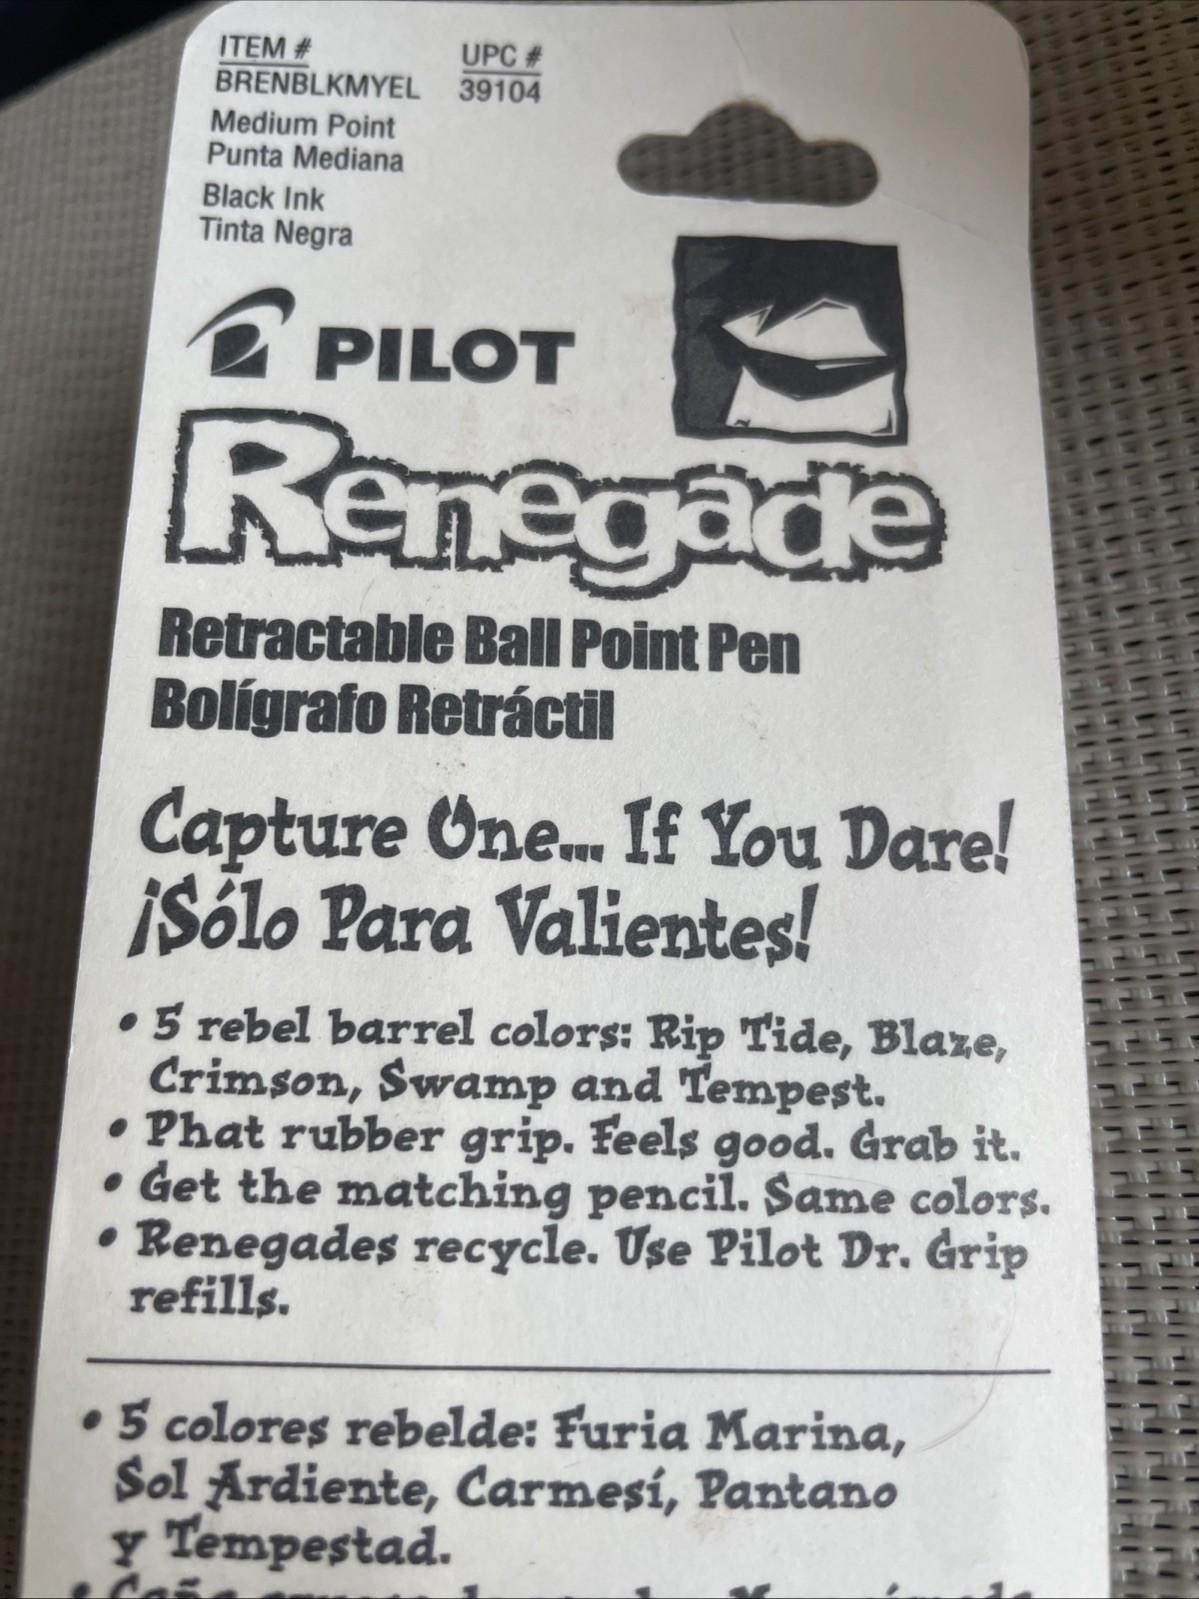 ITEM # UPC #
BRENBLKMYEL 39104
Medium Point
Punta Mediana
Black Ink
Tinta Negra
PILOT
Renegade
Retractable Ball Point Pen
Bolígrafo Retráctil
Capture One... If You Dare!
¡Sólo Para Valientes!
• 5 rebel barrel colors: Rip Tide, Blaze,
Crimson, Swamp and Tempest.
• Phat rubber grip. Feels good. Grab it.
• Get the matching pencil. Same colors.
• Renegades recycle. Use Pilot Dr. Grip
refills.
• 5 colores rebelde: Furia Marina,
Sol Ardiente, Carmesí, Pantano
y Tempestad.